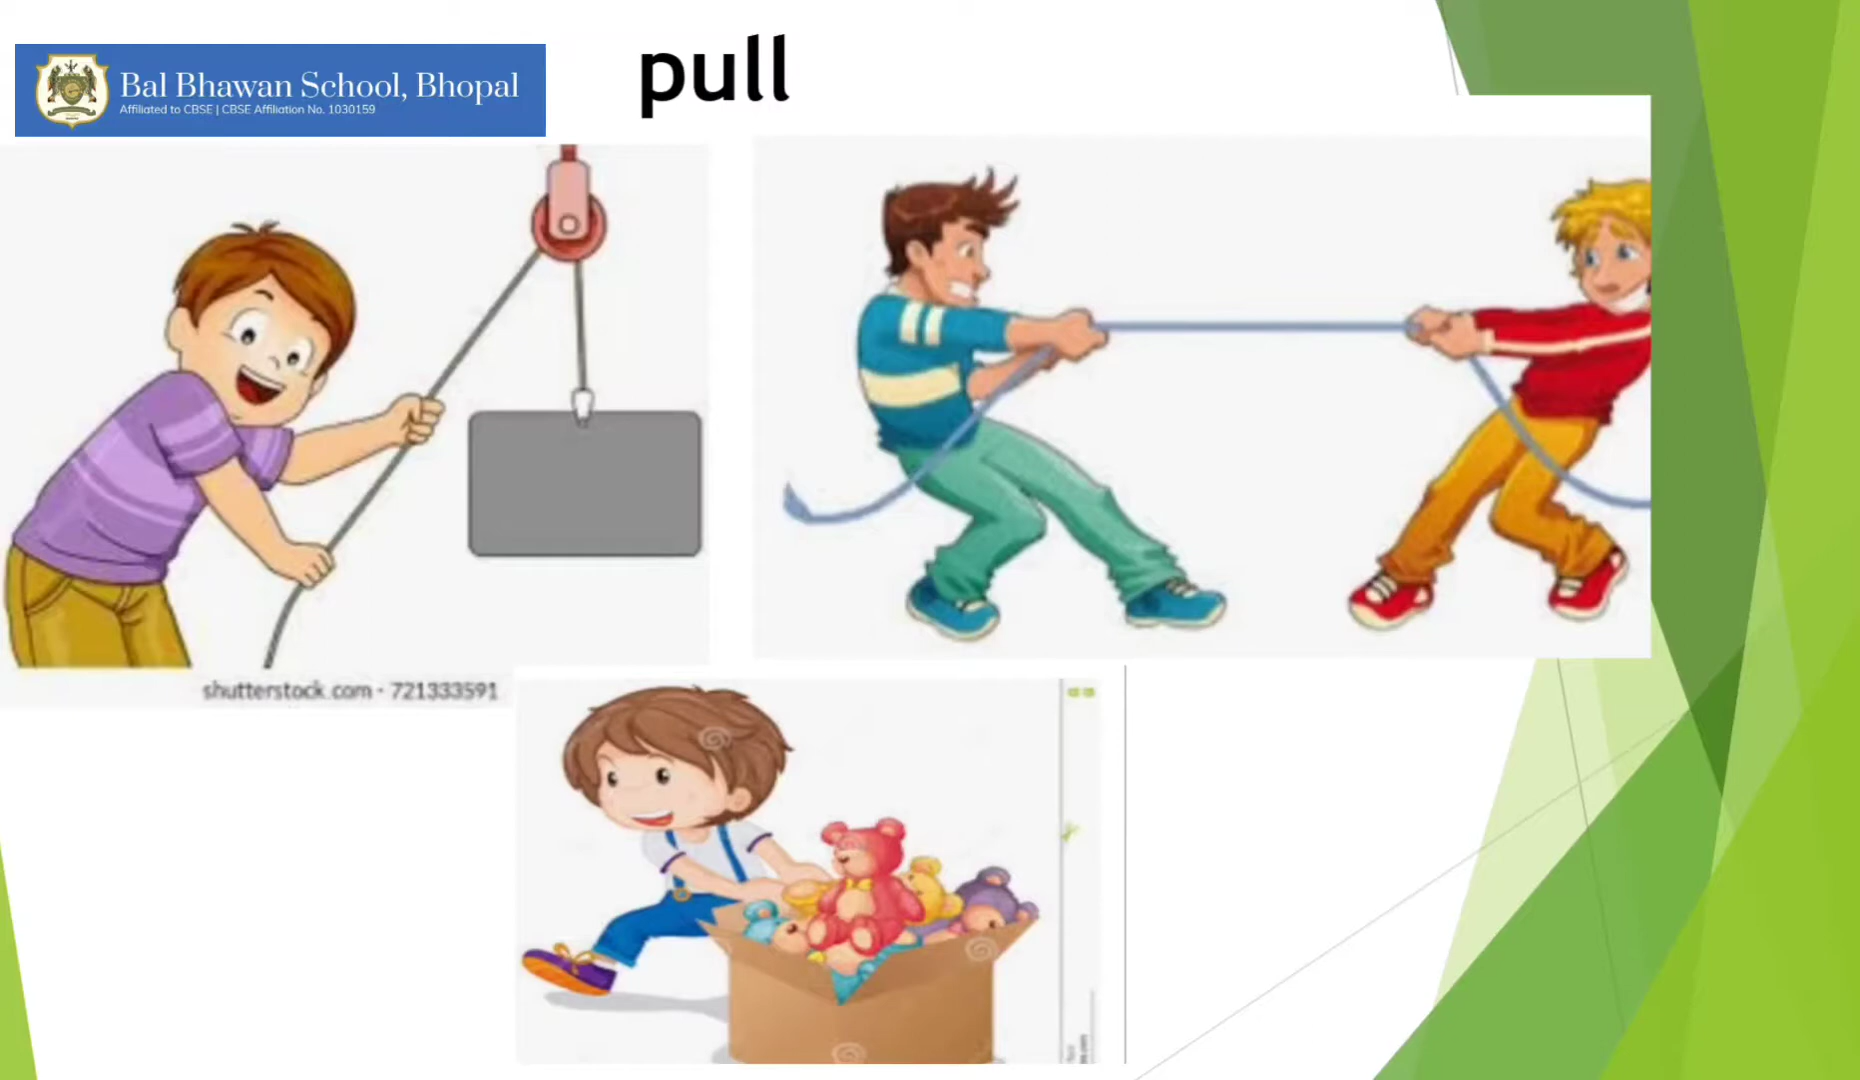 pull
Bal Bhawan School, Bhopal
Affiliated to CBSE | CBSE Affiliation No. 1030159
shutterstock.com · 721333591